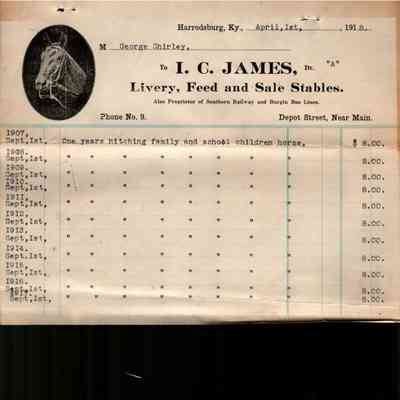 Harrodsburg, Ky., April,1st, 1918.
M George Shirley,
To I. C. JAMES, Dr. "A"
Livery, Feed and Sale Stables.
Also Proprietor of Southern Railway and Burgin Bus Lines.
Phone No. 9. Depot Street, Near Main.
1907,
Sept,1st, One years hitching family and school children horse, $ 8.00.
1908.
Sept,1st, " " " " " " " " 8.00.
1909.
Sept,1st, " " " " " " " " 8.00.
1910.
Sept,1st, " " " " " " " " 8.00.
1911.
Sept,1st, " " " " " " " " 8.00.
1912.
Sept,1st, " " " " " " " " 8.00.
1913.
Sept,1st, " " " " " " " " 8.00.
1914.
Sept.1st, " " " " " " " " 8.00.
1915,
Sept,1st, " " " " " " " " 8.00.
1916.
Sept,1st, " " " " " " " " 8.00.
1917.
Sept,1st, " " " " " " " " 8.00.